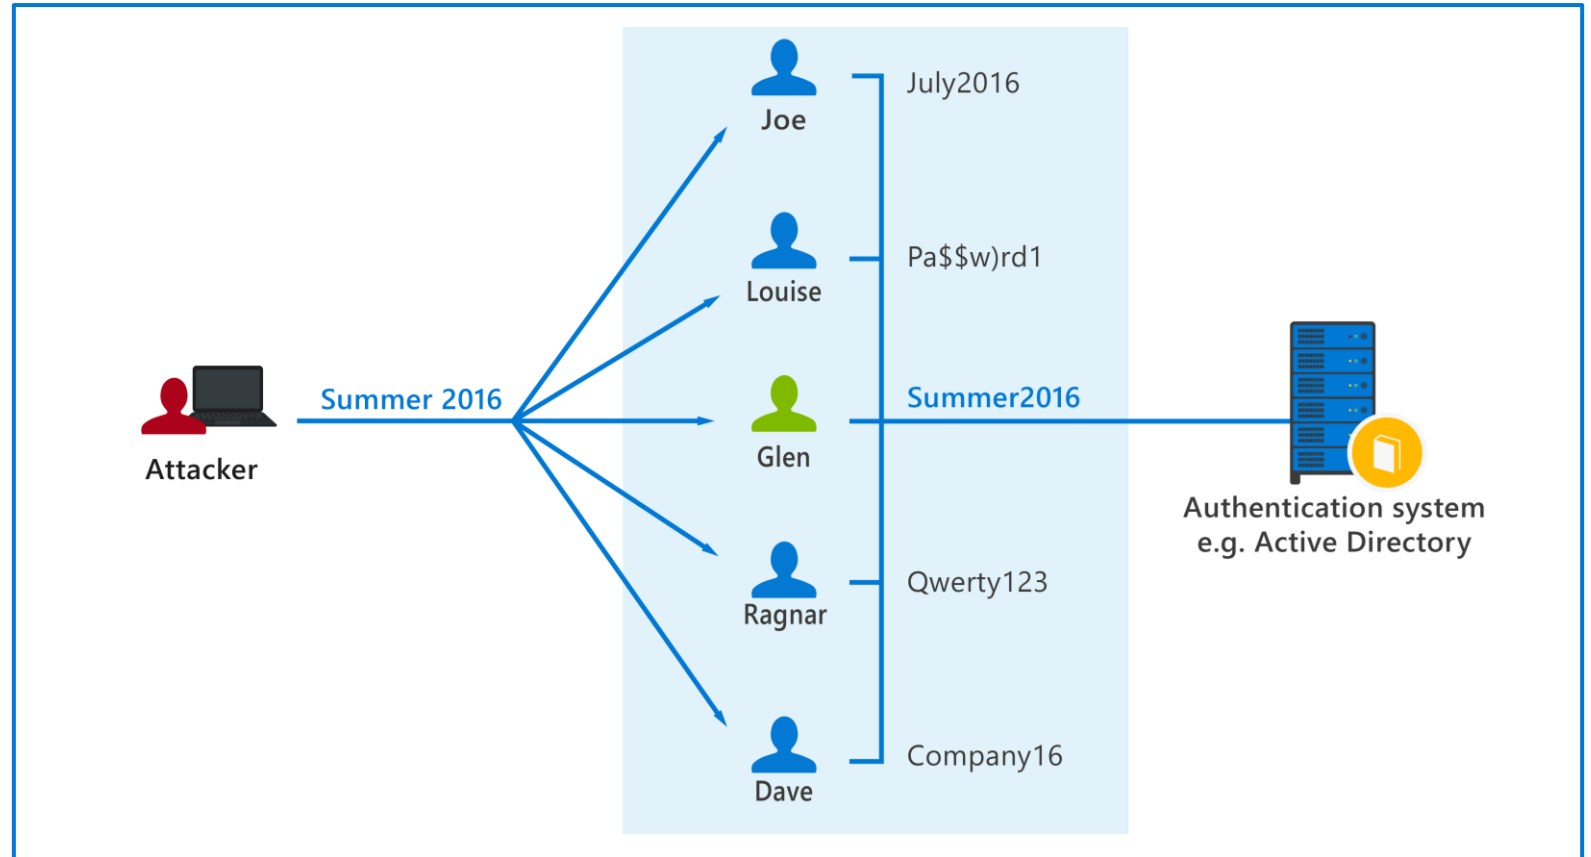 Joe
July2016
Louise
Pa$$w)rd1
Attacker
Summer 2016
Glen
Summer2016
Authentication system
e.g. Active Directory
Ragnar
Qwerty123
Dave
Company16